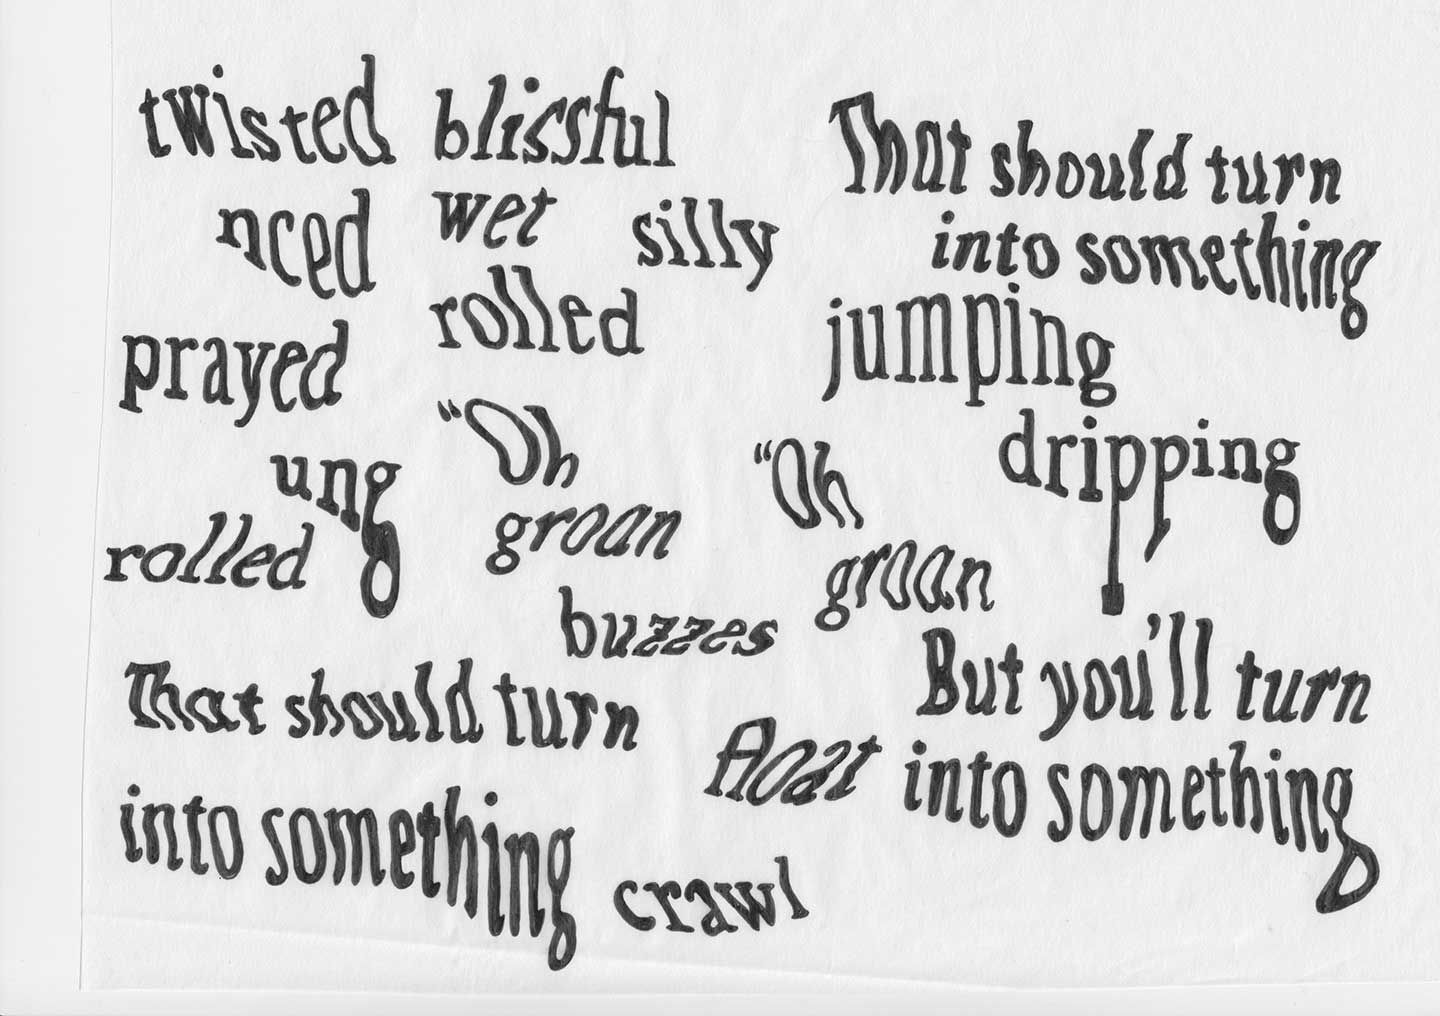 twisted
blissful
nced
wet
silly
prayed
rolled
ung
"Oh
groan
rolled
buzzes
That should turn
into something
crawl
That should turn
into something
jumping
dripping
"Oh
groan
float
But you'll turn
into something